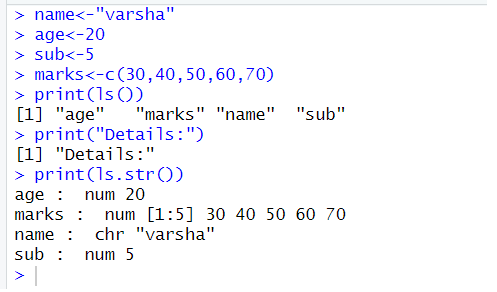 > name<-"varsha"
> age<-20
> sub<-5
> marks<-c(30,40,50,60,70)
> print(ls())
[1] "age"   "marks" "name"  "sub"
> print("Details:")
[1] "Details:"
> print(ls.str())
age :  num 20
marks :  num [1:5] 30 40 50 60 70
name :  chr "varsha"
sub :  num 5
>